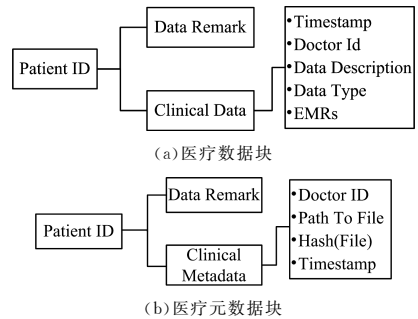 Patient ID
Data Remark
Clinical Data
•Timestamp
•Doctor Id
•Data Description
•Data Type
•EMRs
(a)医疗数据块
Patient ID
Data Remark
Clinical
Metadata
•Doctor ID
•Path To File
•Hash(File)
•Timestamp
(b)医疗元数据块